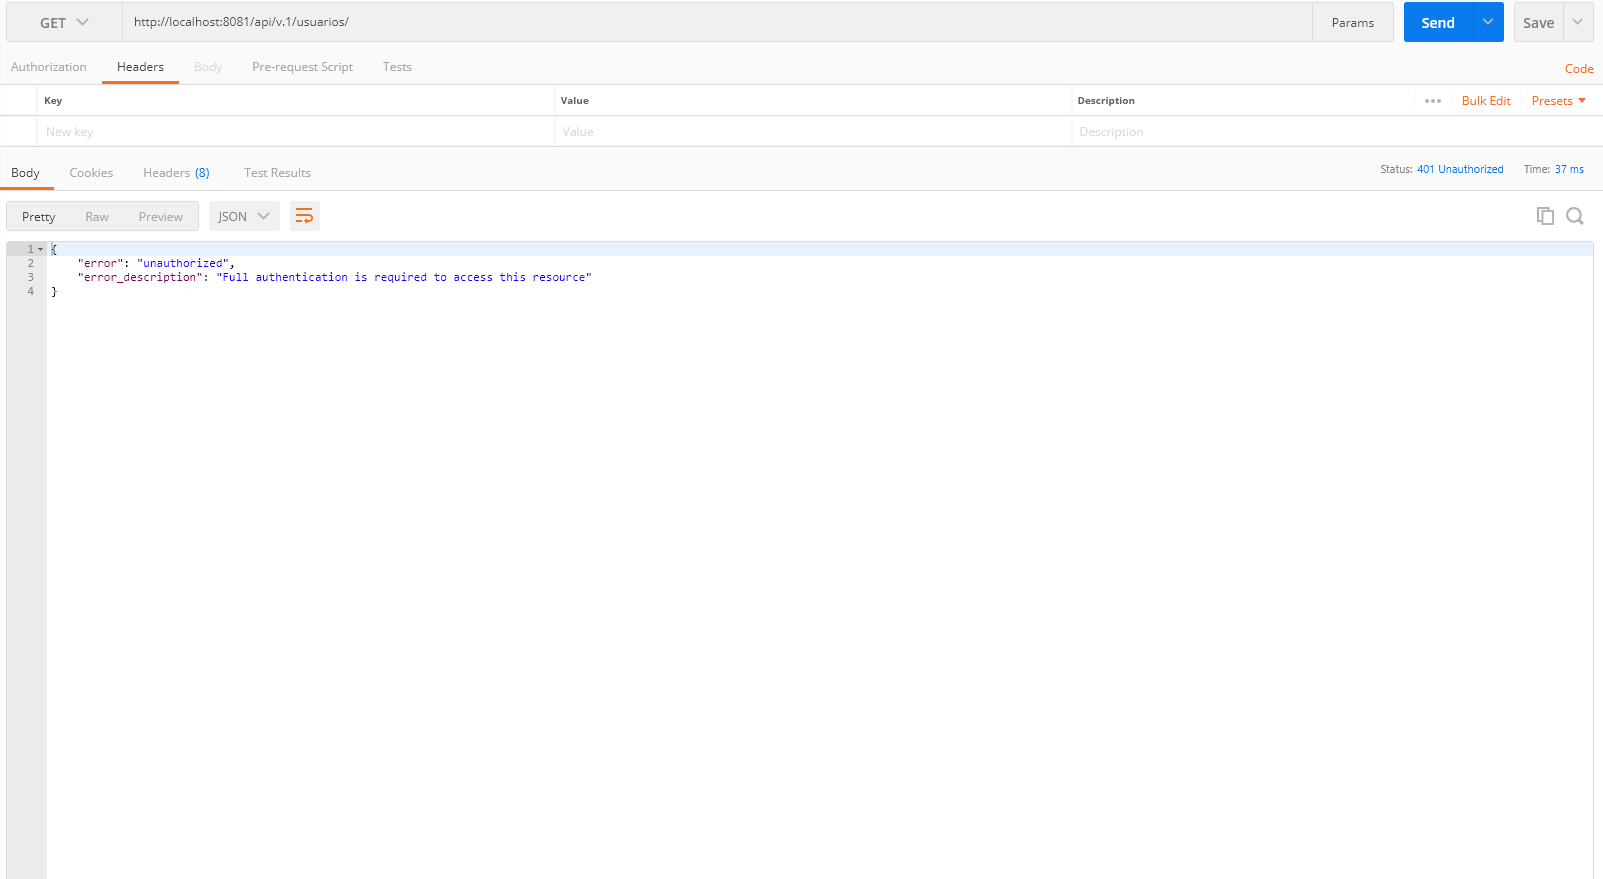 GET http://localhost:8081/api/v.1/usuarios/ Params Send Save
Authorization Headers Body Pre-request Script Tests Code
Key Value Description ••• Bulk Edit Presets
New key Value Description
Body Cookies Headers (8) Test Results Status: 401 Unauthorized Time: 37 ms
Pretty Raw Preview JSON
1 {
2 "error": "unauthorized",
3 "error_description": "Full authentication is required to access this resource"
4 }